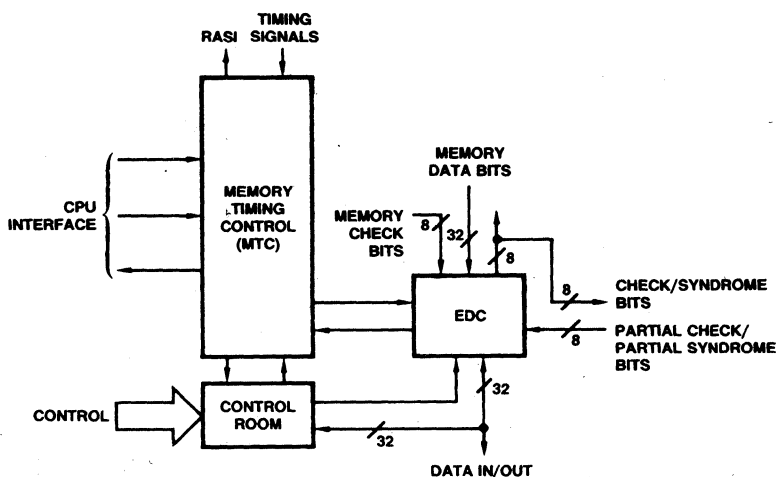 TIMING
RASI SIGNALS
MEMORY
DATA BITS
MEMORY
TIMING
CONTROL
(MTC)
CPU
INTERFACE
MEMORY
CHECK
BITS
8
32
8
8
CHECK/SYNDROME
BITS
EDC
8
PARTIAL CHECK/
PARTIAL SYNDROME
BITS
32
CONTROL
CONTROL
ROOM
32
DATA IN/OUT